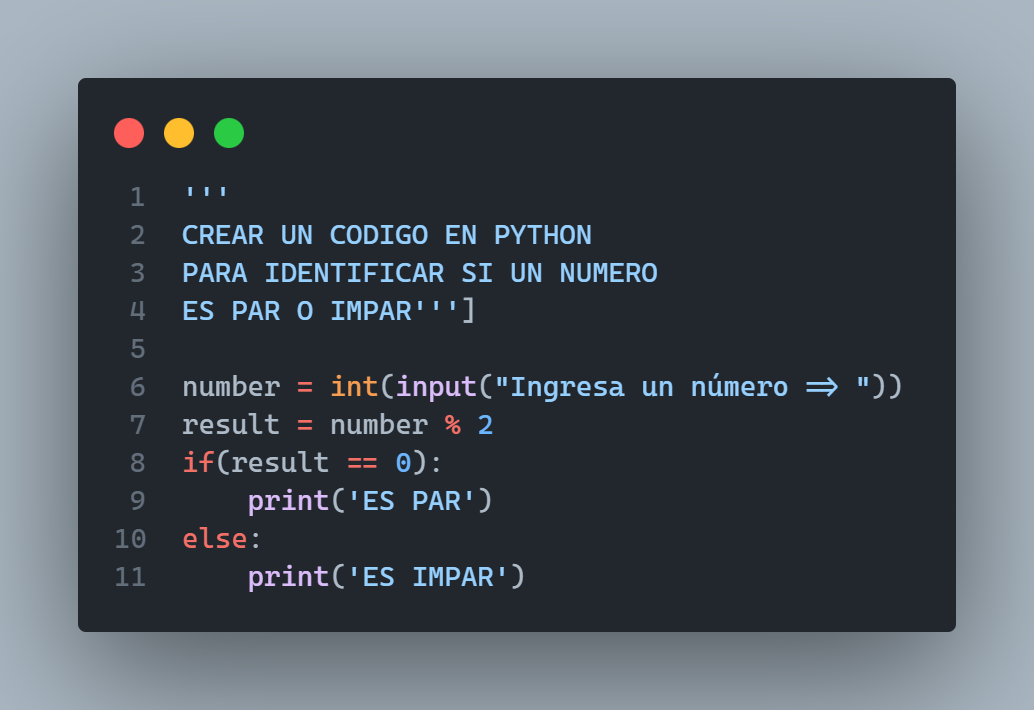 1 '''
2 CREAR UN CODIGO EN PYTHON
3 PARA IDENTIFICAR SI UN NUMERO
4 ES PAR O IMPAR''']
5
6 number = int(input("Ingresa un número => "))
7 result = number % 2
8 if(result == 0):
9     print('ES PAR')
10 else:
11     print('ES IMPAR')